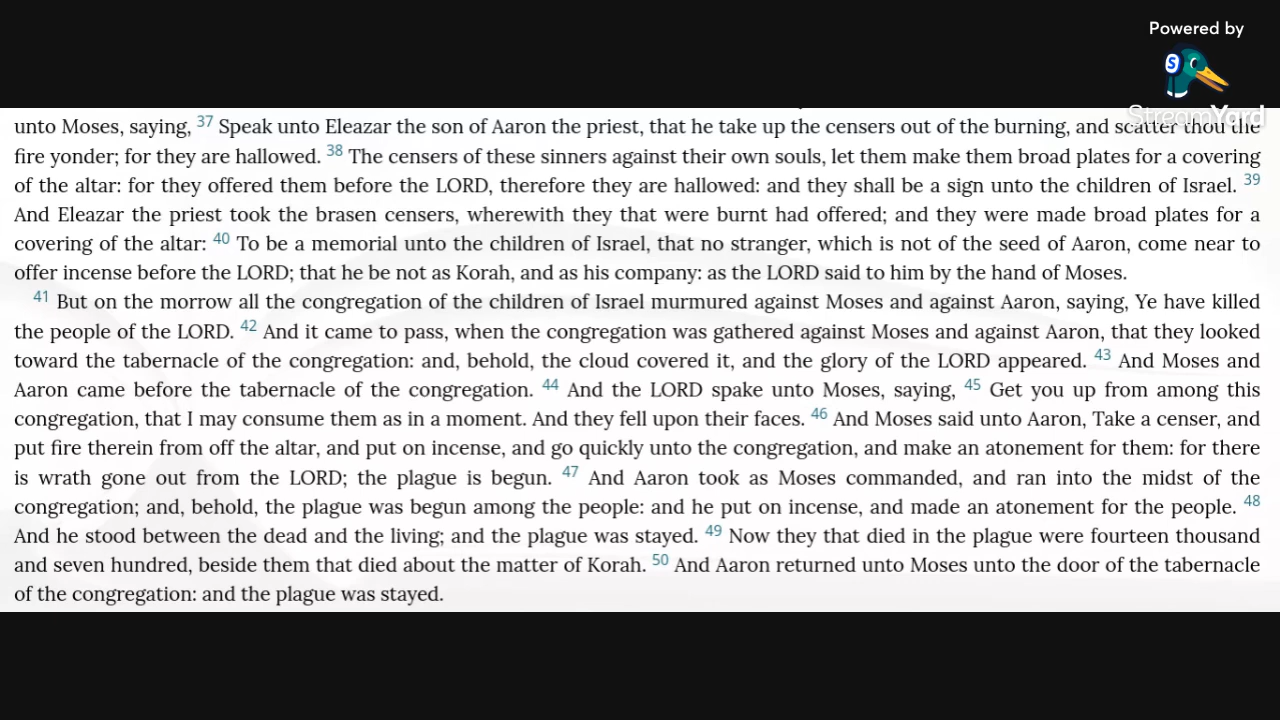 Powered by
S
StreamYard
unto Moses, saying, 37 Speak unto Eleazar the son of Aaron the priest, that he take up the censers out of the burning, and scatter thou the
fire yonder; for they are hallowed. 38 The censers of these sinners against their own souls, let them make them broad plates for a covering
of the altar: for they offered them before the LORD, therefore they are hallowed: and they shall be a sign unto the children of Israel. 39
And Eleazar the priest took the brasen censers, wherewith they that were burnt had offered; and they were made broad plates for a
covering of the altar: 40 To be a memorial unto the children of Israel, that no stranger, which is not of the seed of Aaron, come near to
offer incense before the LORD; that he be not as Korah, and as his company: as the LORD said to him by the hand of Moses.
41 But on the morrow all the congregation of the children of Israel murmured against Moses and against Aaron, saying, Ye have killed
the people of the LORD. 42 And it came to pass, when the congregation was gathered against Moses and against Aaron, that they looked
toward the tabernacle of the congregation: and, behold, the cloud covered it, and the glory of the LORD appeared. 43 And Moses and
Aaron came before the tabernacle of the congregation. 44 And the LORD spake unto Moses, saying, 45 Get you up from among this
congregation, that I may consume them as in a moment. And they fell upon their faces. 46 And Moses said unto Aaron, Take a censer, and
put fire therein from off the altar, and put on incense, and go quickly unto the congregation, and make an atonement for them: for there
is wrath gone out from the LORD; the plague is begun. 47 And Aaron took as Moses commanded, and ran into the midst of the
congregation; and, behold, the plague was begun among the people: and he put on incense, and made an atonement for the people. 48
And he stood between the dead and the living; and the plague was stayed. 49 Now they that died in the plague were fourteen thousand
and seven hundred, beside them that died about the matter of Korah. 50 And Aaron returned unto Moses unto the door of the tabernacle
of the congregation: and the plague was stayed.